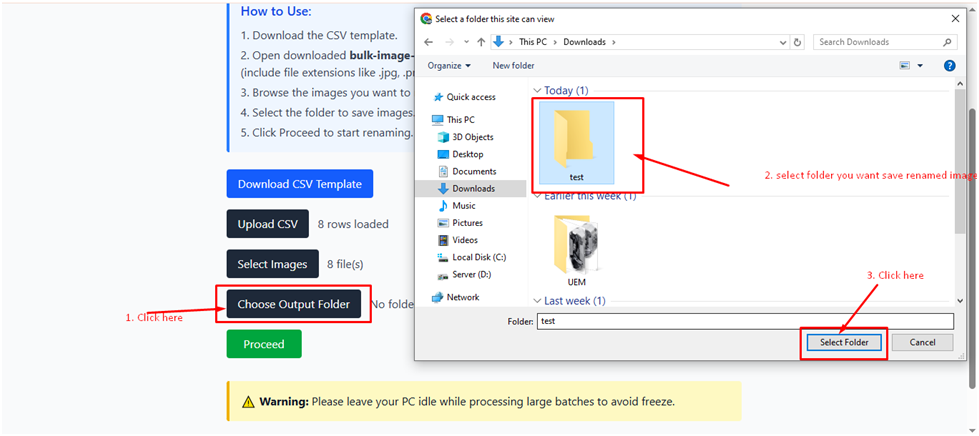 How to Use:
1. Download the CSV template.
2. Open downloaded bulk-image-
(include file extensions like .jpg, .pr
3. Browse the images you want to
4. Select the folder to save images.
5. Click Proceed to start renaming.
Download CSV Template
Upload CSV 8 rows loaded
Select Images 8 file(s)
Choose Output Folder No folde
1. Click here
Proceed
Warning: Please leave your PC idle while processing large batches to avoid freeze.
Select a folder this site can view
This PC > Downloads >
Search Downloads
Organize New folder
Quick access
This PC
3D Objects
Desktop
Documents
Downloads
Music
Pictures
Videos
Local Disk (C:)
Server (D:)
Network
Today (1)
test
2. select folder you want save renamed image
Earlier this week (1)
UEM
3. Click here
Last week (1)
Folder: test
Select Folder Cancel